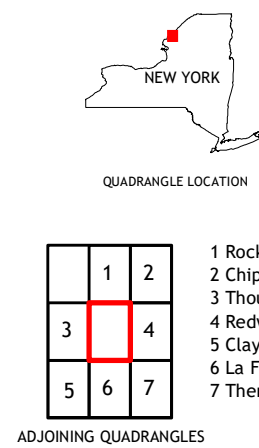 NEW YORK
QUADRANGLE LOCATION
1 2
3 4
5 6 7
1 Rock
2 Chip
3 Thou
4 Redw
5 Clay
6 La F
7 Ther
ADJOINING QUADRANGLES